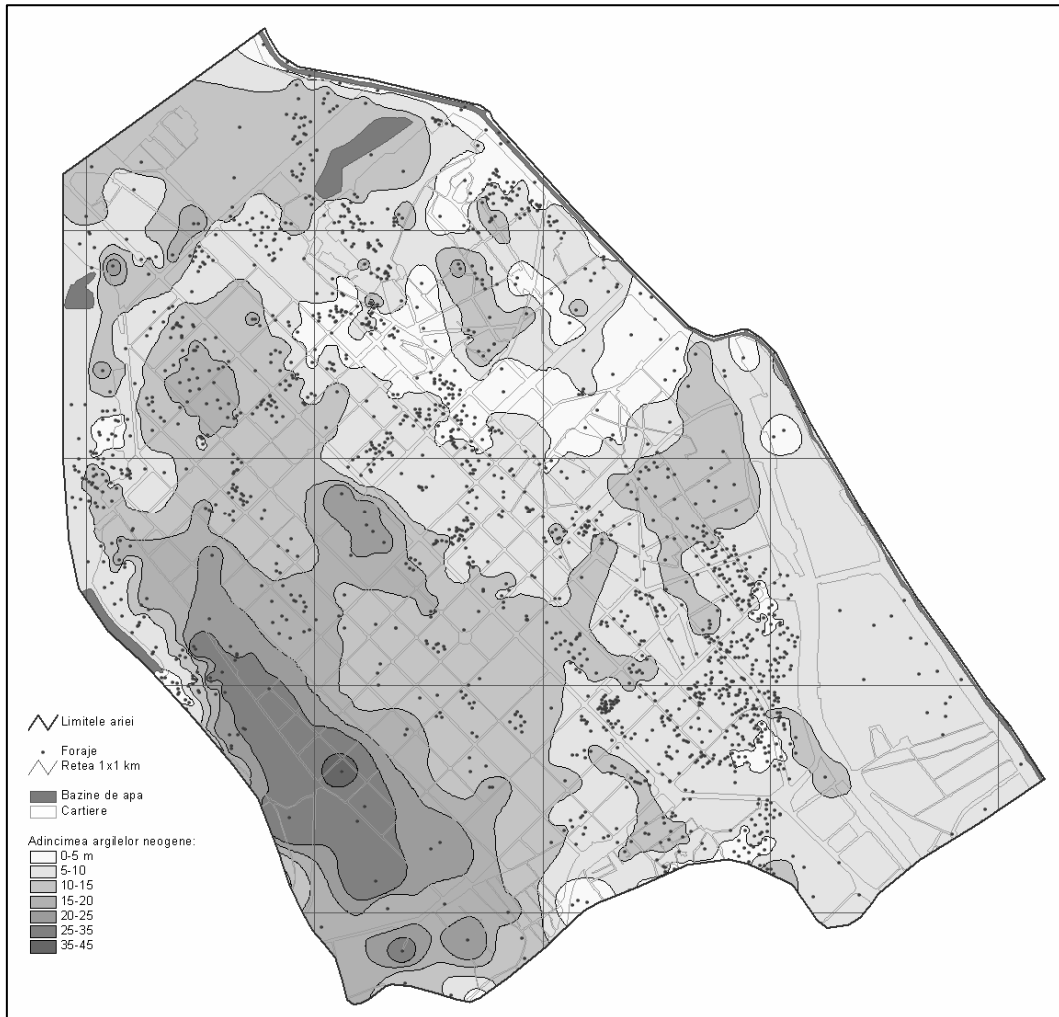 Limitele ariei
Foraje
Retea 1x1 km
Bazine de apa
Cartiere
Adincimea argilelor neogene:
0-5 m
5-10
10-15
15-20
20-25
25-35
35-45